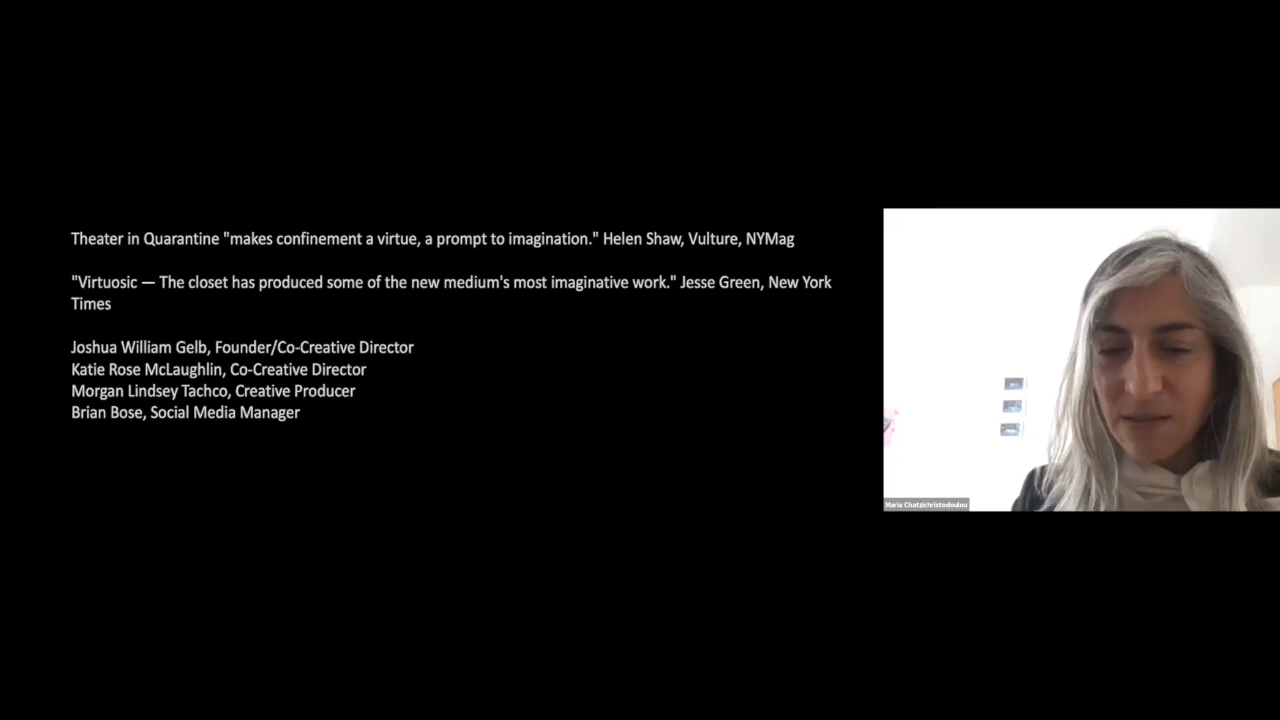 Theater in Quarantine "makes confinement a virtue, a prompt to imagination." Helen Shaw, Vulture, NYMag
"Virtuosic — The closet has produced some of the new medium's most imaginative work." Jesse Green, New York
Times
Joshua William Gelb, Founder/Co-Creative Director
Katie Rose McLaughlin, Co-Creative Director
Morgan Lindsey Tachco, Creative Producer
Brian Bose, Social Media Manager
Maria Chatzichristodoulou